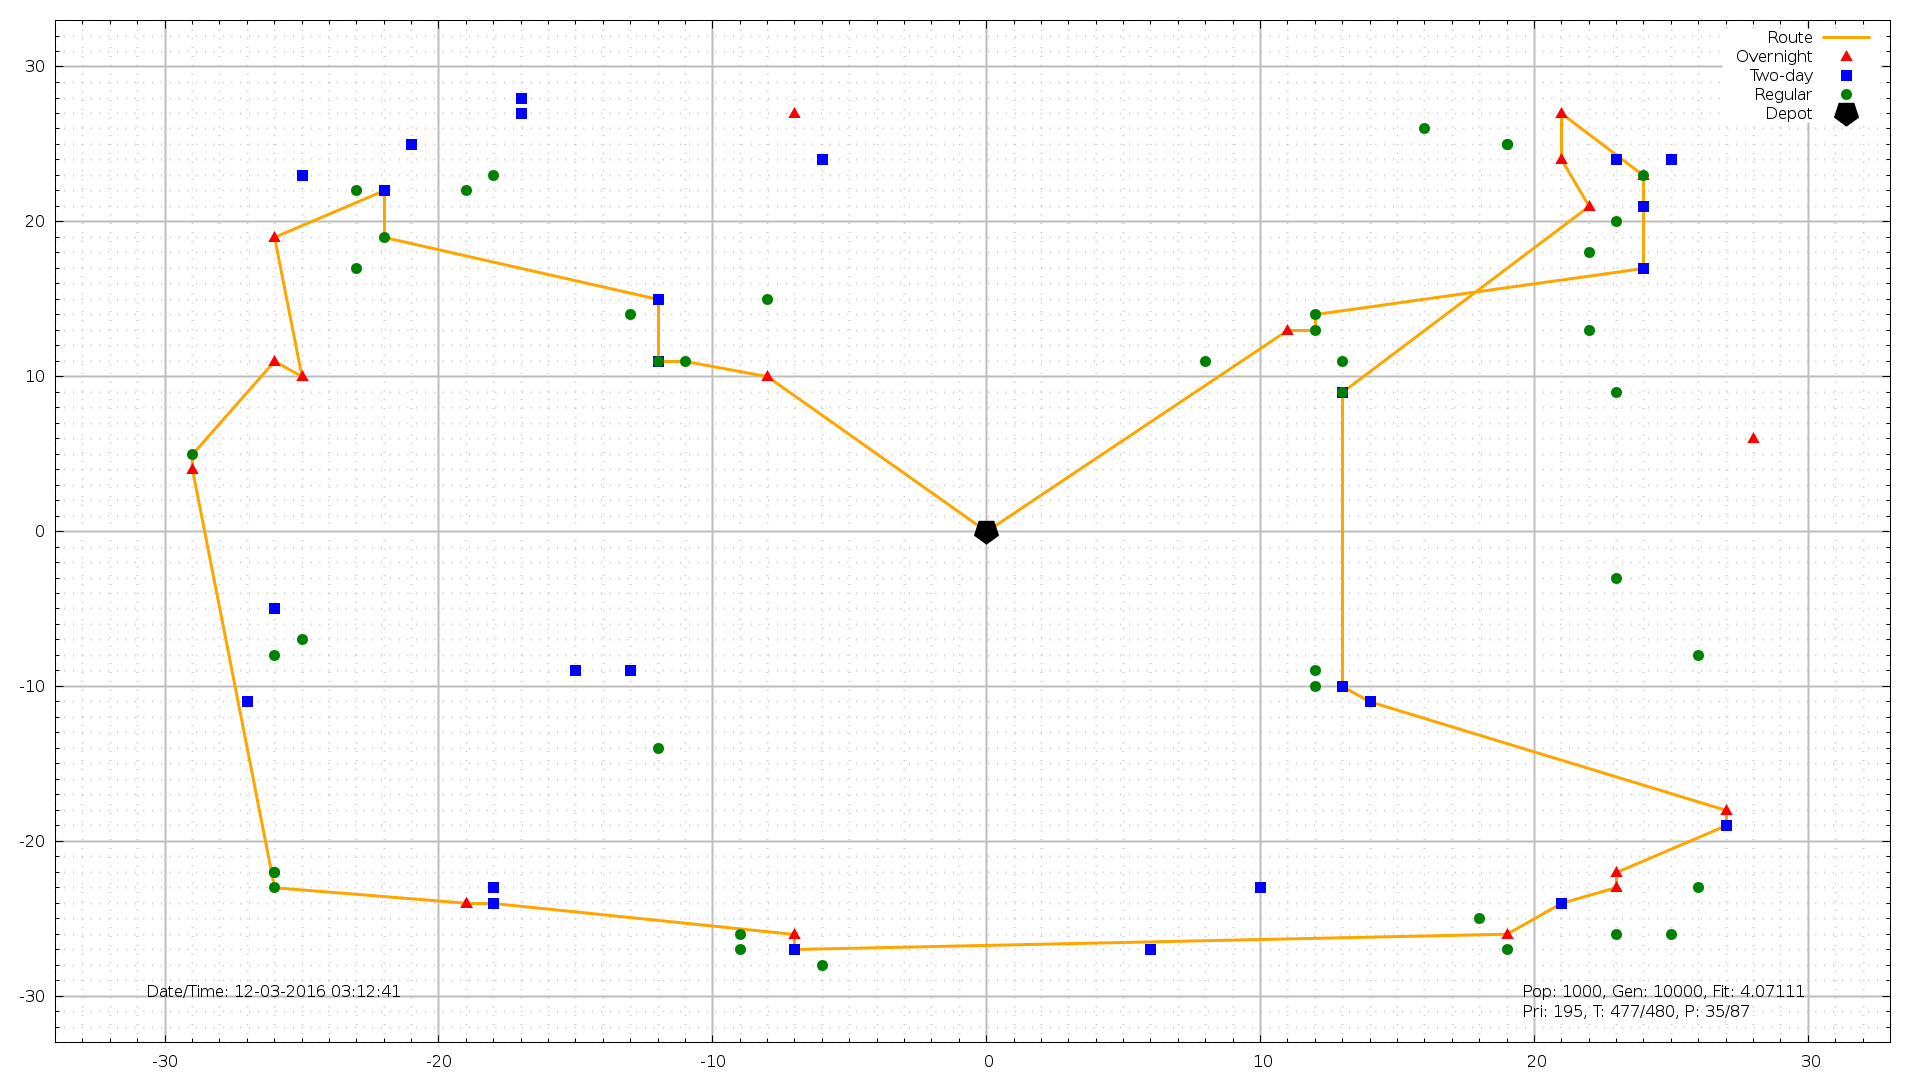 Route
Overnight
Two-day
Regular
Depot
30
20
10
0
-10
-20
-30
Date/Time: 12-03-2016 03:12:41
Pop: 1000, Gen: 10000, Fit: 4.07111
Pri: 195, T: 477/480, P: 35/87
-30 -20 -10 0 10 20 30